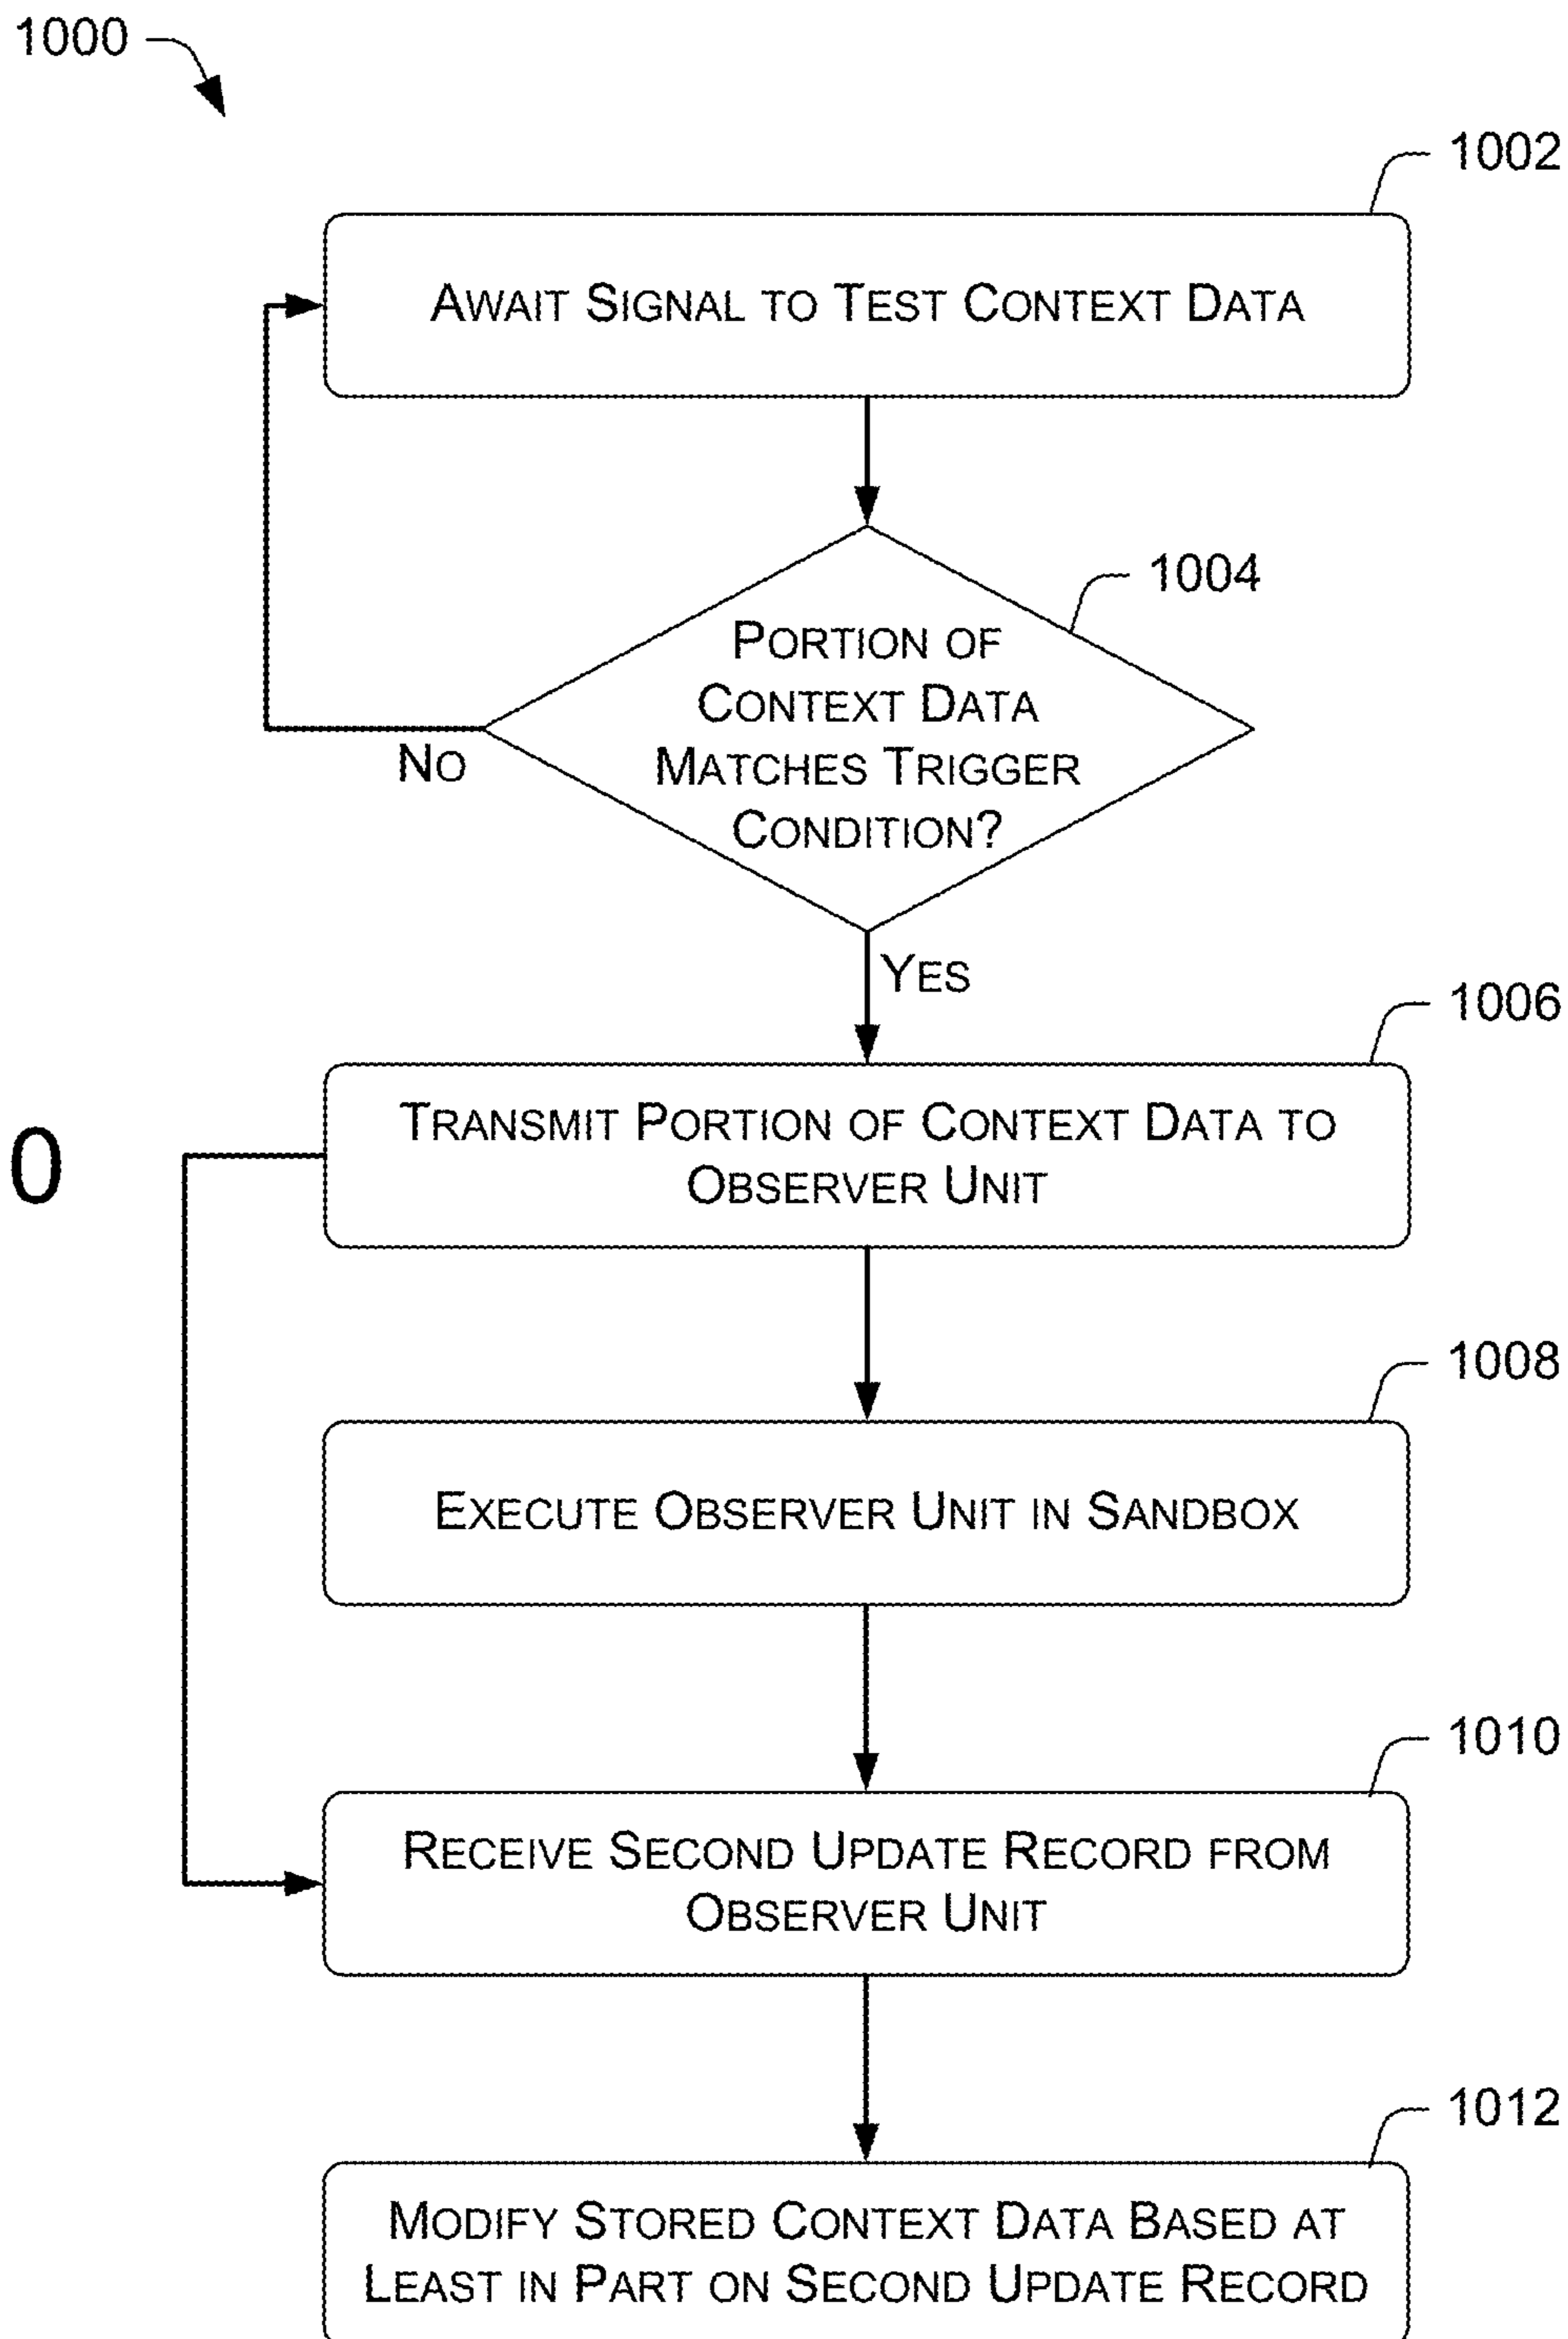 1000
1002
AWAIT SIGNAL TO TEST CONTEXT DATA
1004
PORTION OF
CONTEXT DATA
MATCHES TRIGGER
CONDITION?
NO
YES
1006
TRANSMIT PORTION OF CONTEXT DATA TO
OBSERVER UNIT
0
1008
EXECUTE OBSERVER UNIT IN SANDBOX
1010
RECEIVE SECOND UPDATE RECORD FROM
OBSERVER UNIT
1012
MODIFY STORED CONTEXT DATA BASED AT
LEAST IN PART ON SECOND UPDATE RECORD